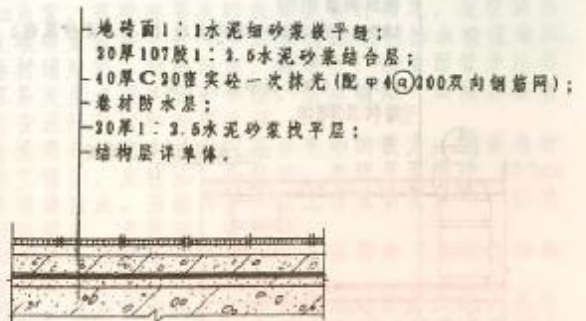 地砖面1:1水泥细砂浆嵌平缝;
20厚107胶1:2.5水泥砂浆结合层;
40厚C20密实砼一次抹光(配φ4@200双向钢筋网);
卷材防水层;
20厚1:2.5水泥砂浆找平层;
结构层详单体。